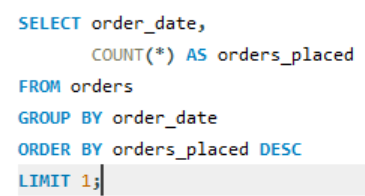 SELECT order_date,
COUNT(*) AS orders_placed
FROM orders
GROUP BY order_date
ORDER BY orders_placed DESC
LIMIT 1;